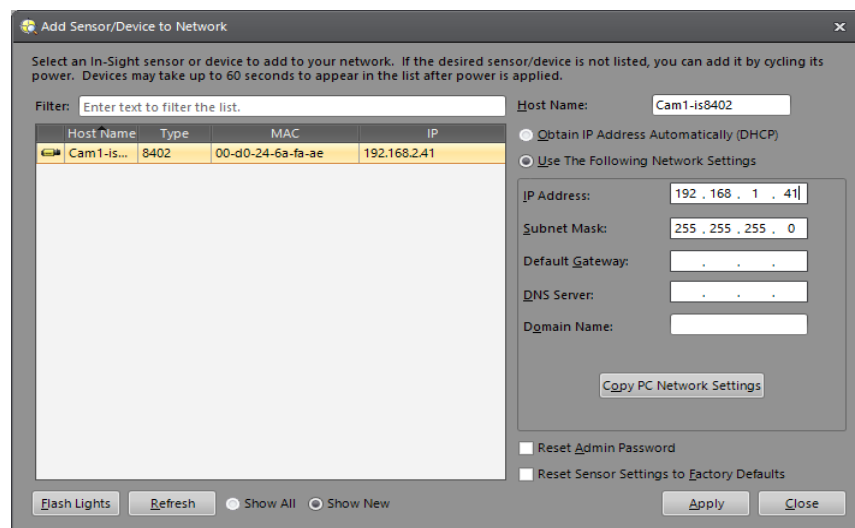 Add Sensor/Device to Network
x
Select an In-Sight sensor or device to add to your network. If the desired sensor/device is not listed, you can add it by cycling its
power. Devices may take up to 60 seconds to appear in the list after power is applied.
Filter: Enter text to filter the list.
Host Name Type MAC IP
Cam1-is... 8402 00-d0-24-6a-fa-ae 192.168.2.41
Host Name: Cam1-is8402
Obtain IP Address Automatically (DHCP)
Use The Following Network Settings
IP Address: 192 . 168 . 1 . 41
Subnet Mask: 255 . 255 . 255 . 0
Default Gateway: . . .
DNS Server: . . .
Domain Name:
Copy PC Network Settings
Reset Admin Password
Reset Sensor Settings to Factory Defaults
Flash Lights Refresh Show All Show New Apply Close